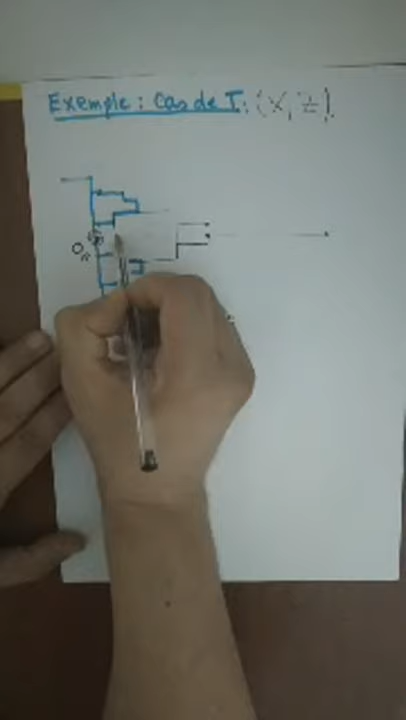 Exemple : Cas de T. (X, Z).
O